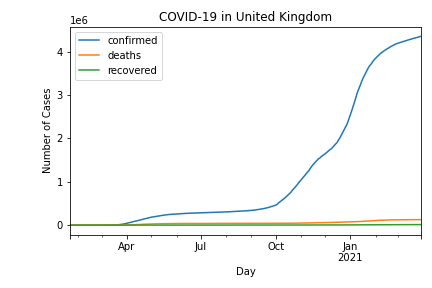 COVID-19 in United Kingdom
1e6
confirmed
deaths
recovered
Number of Cases
4
3
2
1
0
Apr
Jul
Oct
Jan
2021
Day